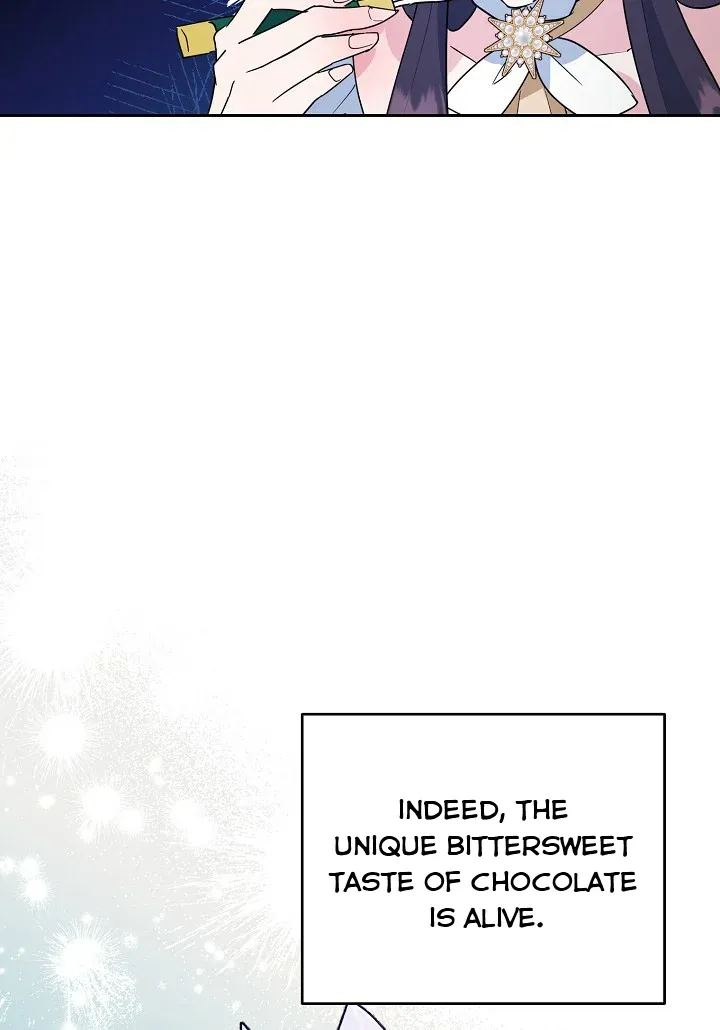 INDEED, THE
UNIQUE BITTERSWEET
TASTE OF CHOCOLATE
IS ALIVE.